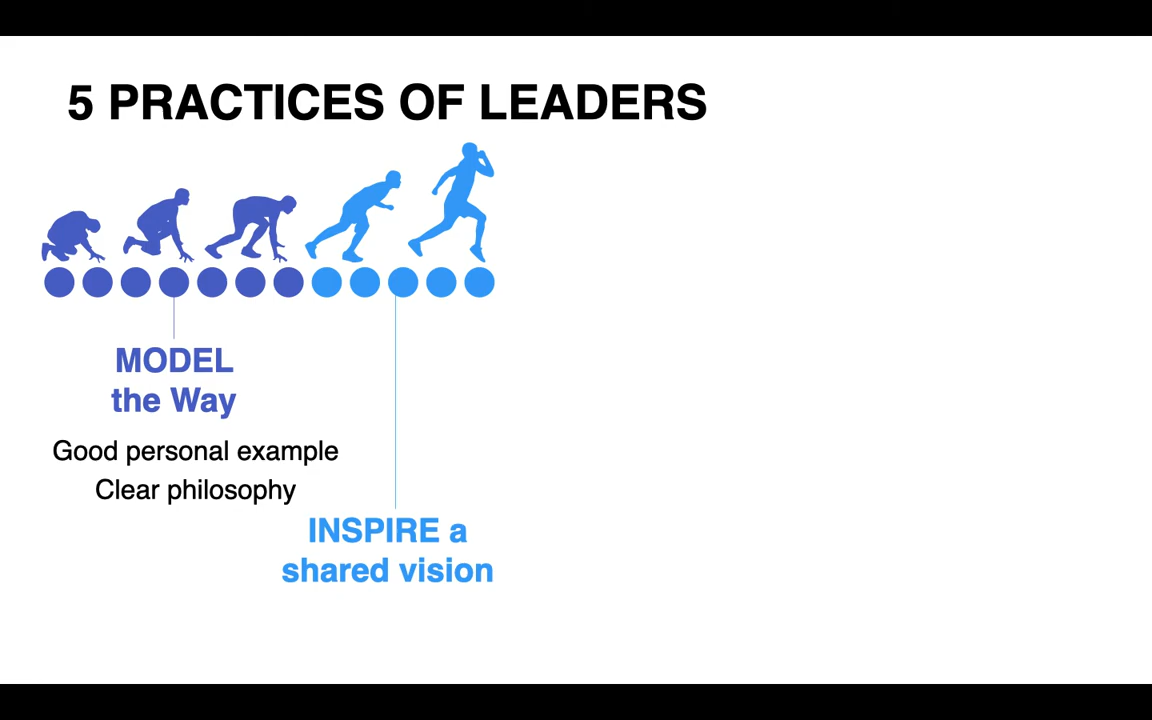 5 PRACTICES OF LEADERS
MODEL
the Way
Good personal example
Clear philosophy
INSPIRE a
shared vision